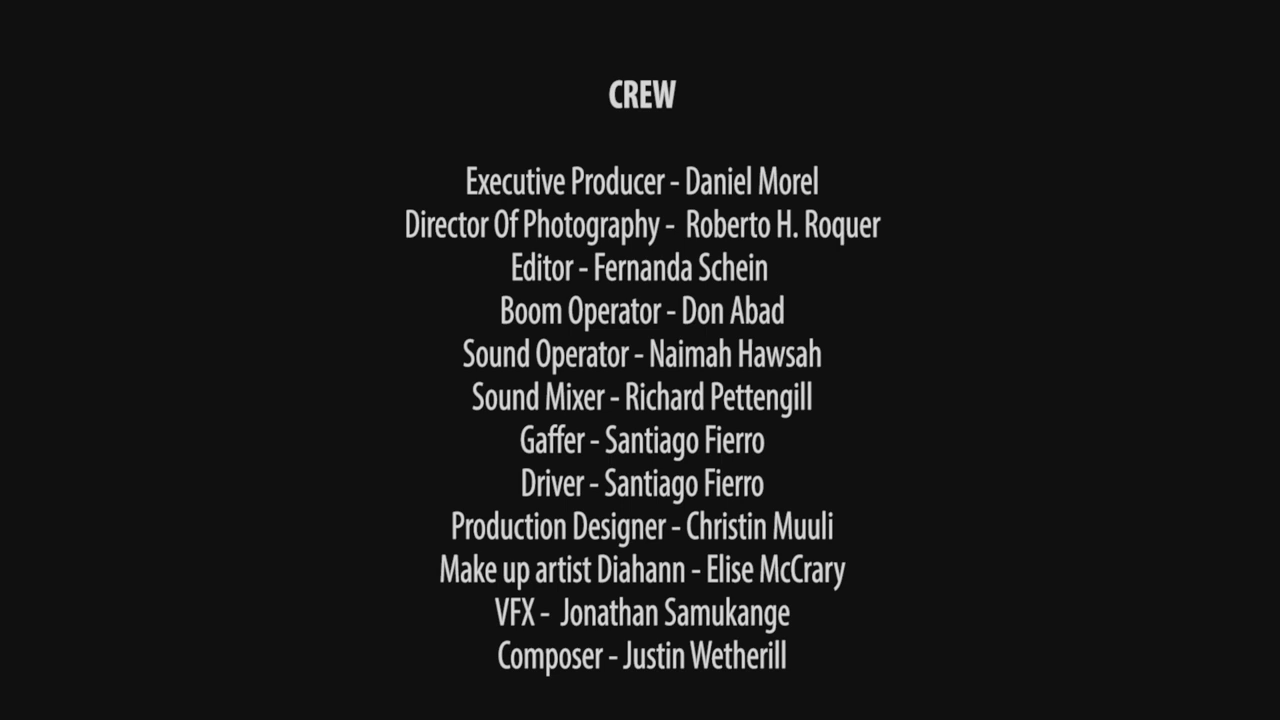 CREW
Executive Producer - Daniel Morel
Director Of Photography - Roberto H. Roquer
Editor - Fernanda Schein
Boom Operator - Don Abad
Sound Operator - Naimah Hawsah
Sound Mixer - Richard Pettengill
Gaffer - Santiago Fierro
Driver - Santiago Fierro
Production Designer - Christin Muuli
Make up artist Diahann - Elise McCrary
VFX - Jonathan Samukange
Composer - Justin Wetherill